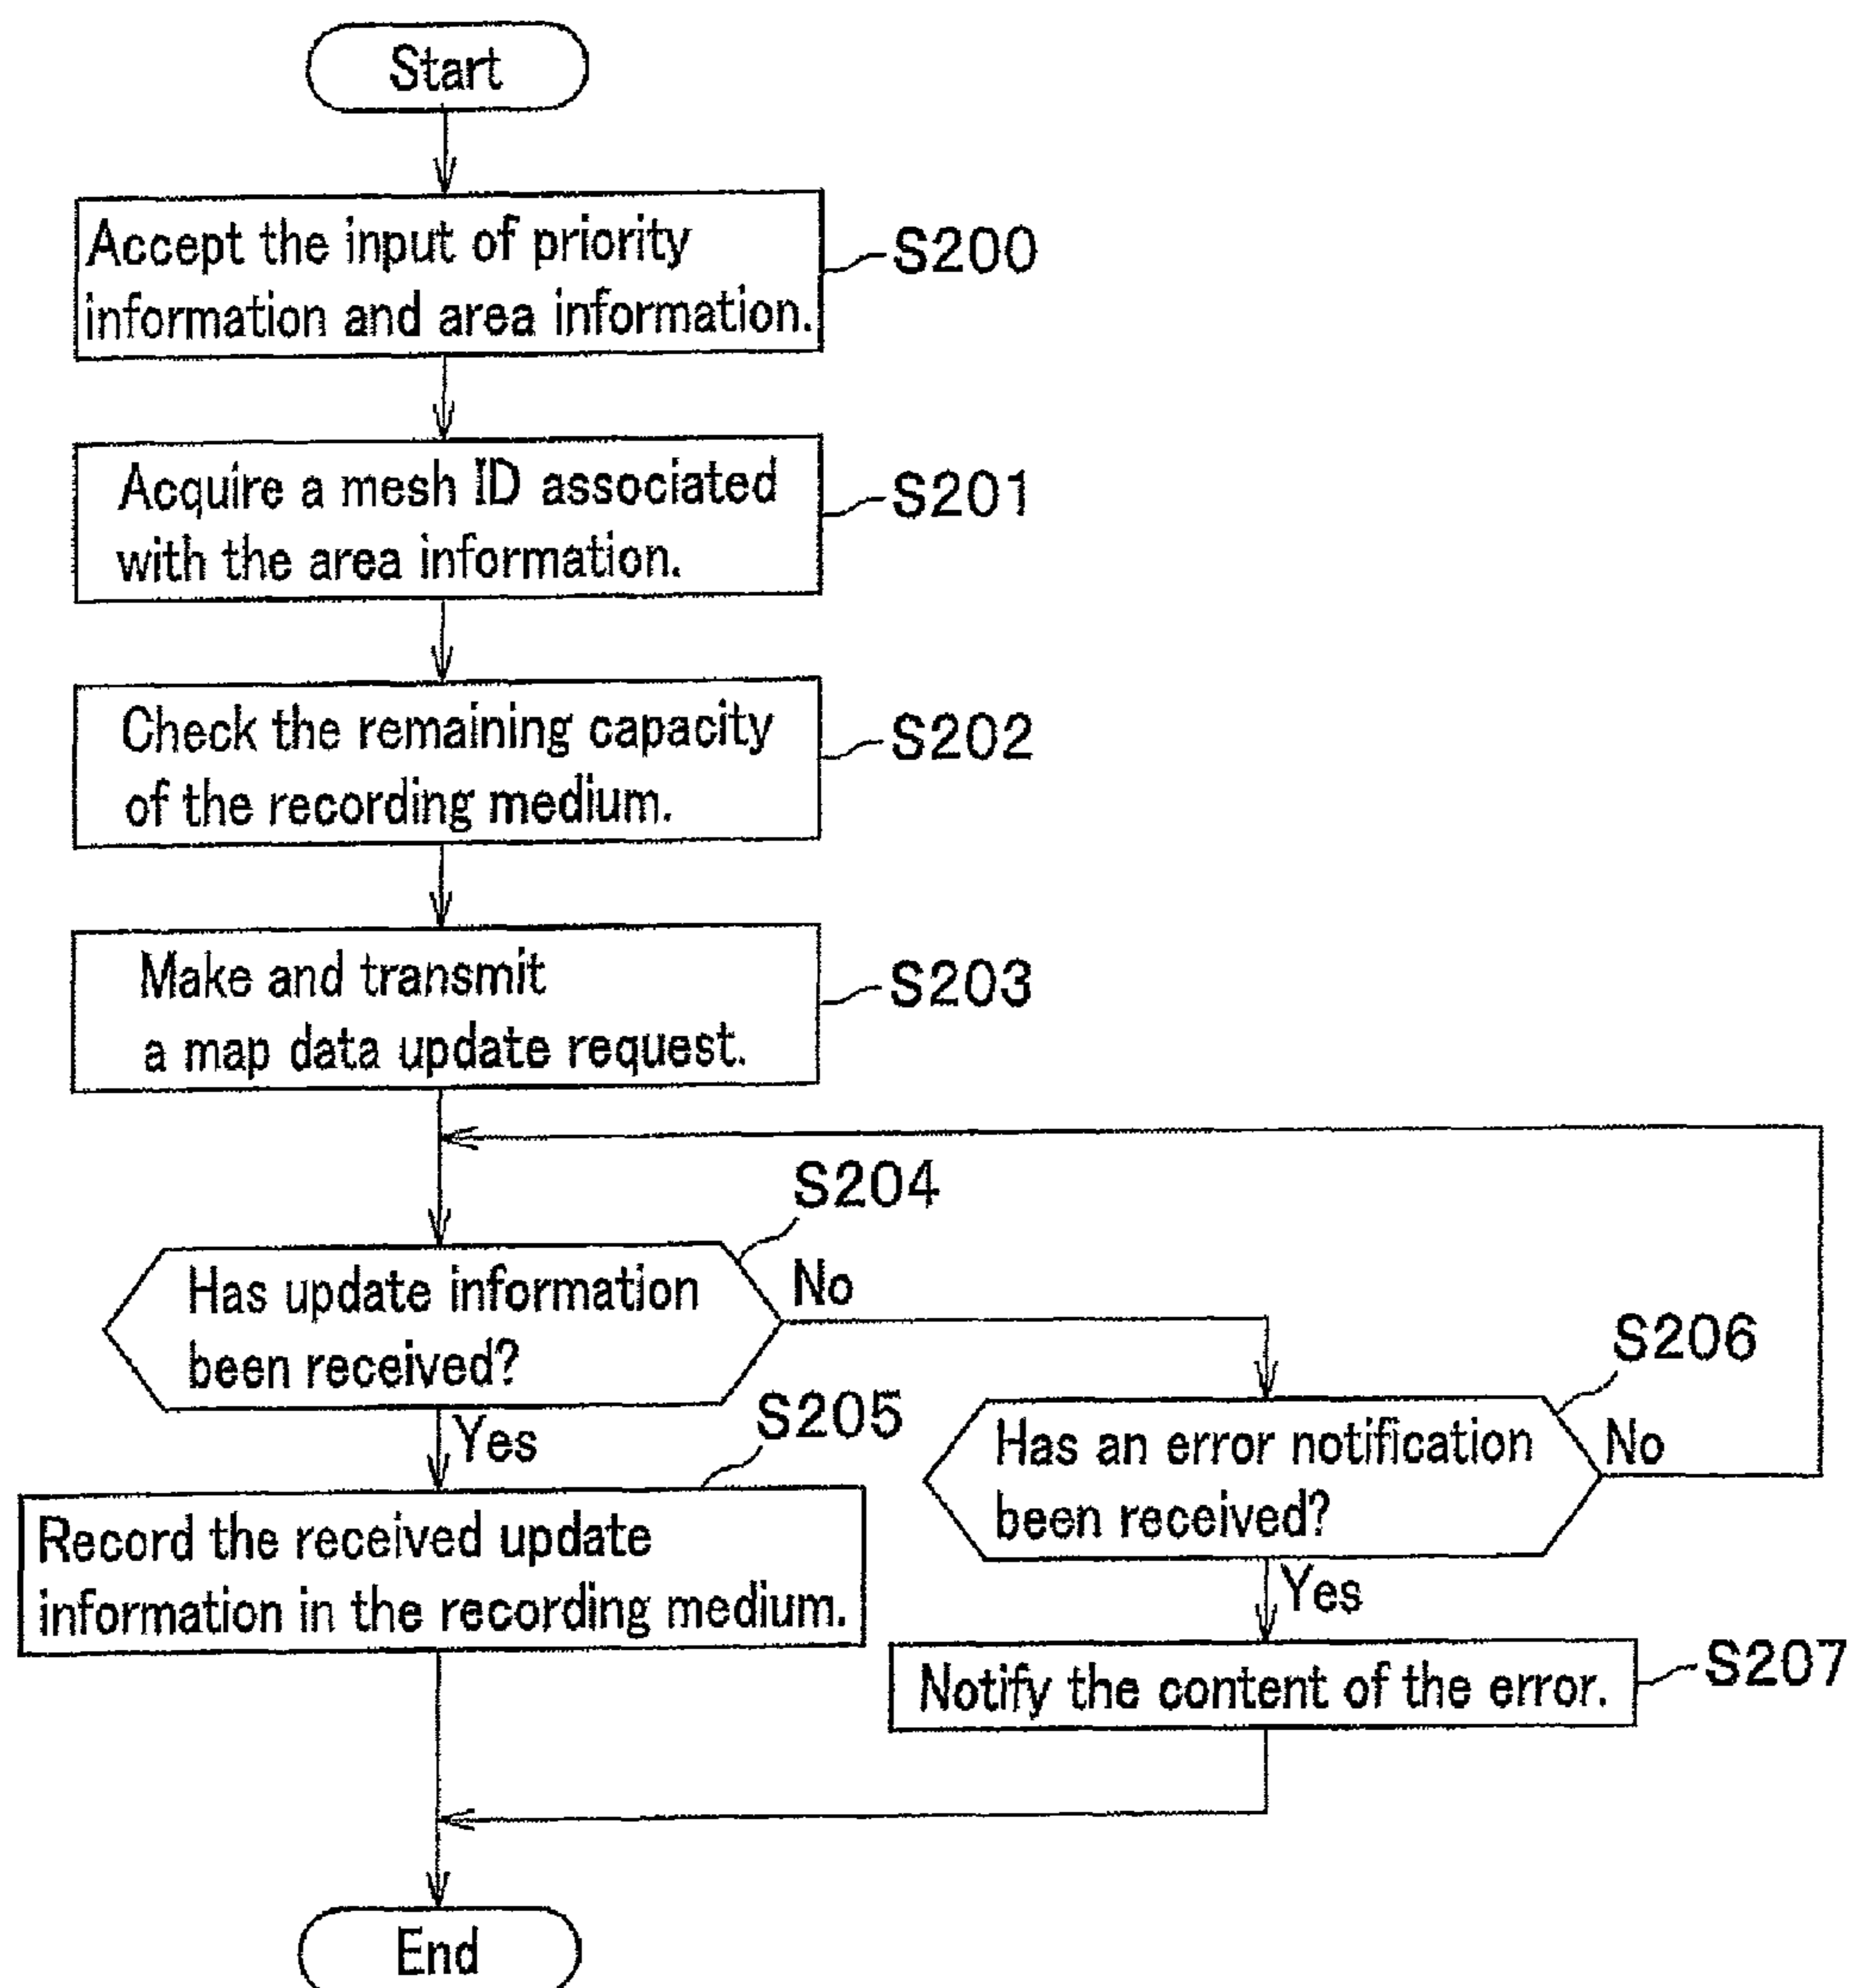 Start
Accept the input of priority
information and area information.
S200
Acquire a mesh ID associated
with the area information.
S201
Check the remaining capacity
of the recording medium.
S202
Make and transmit
a map data update request.
S203
S204
Has update information
been received?
No
Yes
S206
Has an error notification
been received?
No
Yes
S205
Record the received update
information in the recording medium.
Notify the content of the error.
S207
End